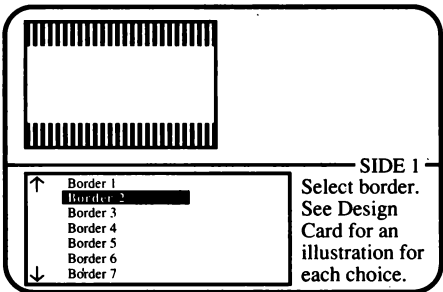 SIDE 1
Border 1
Border 2
Border 3
Border 4
Border 5
Border 6
Border 7
Select border.
See Design
Card for an
illustration for
each choice.